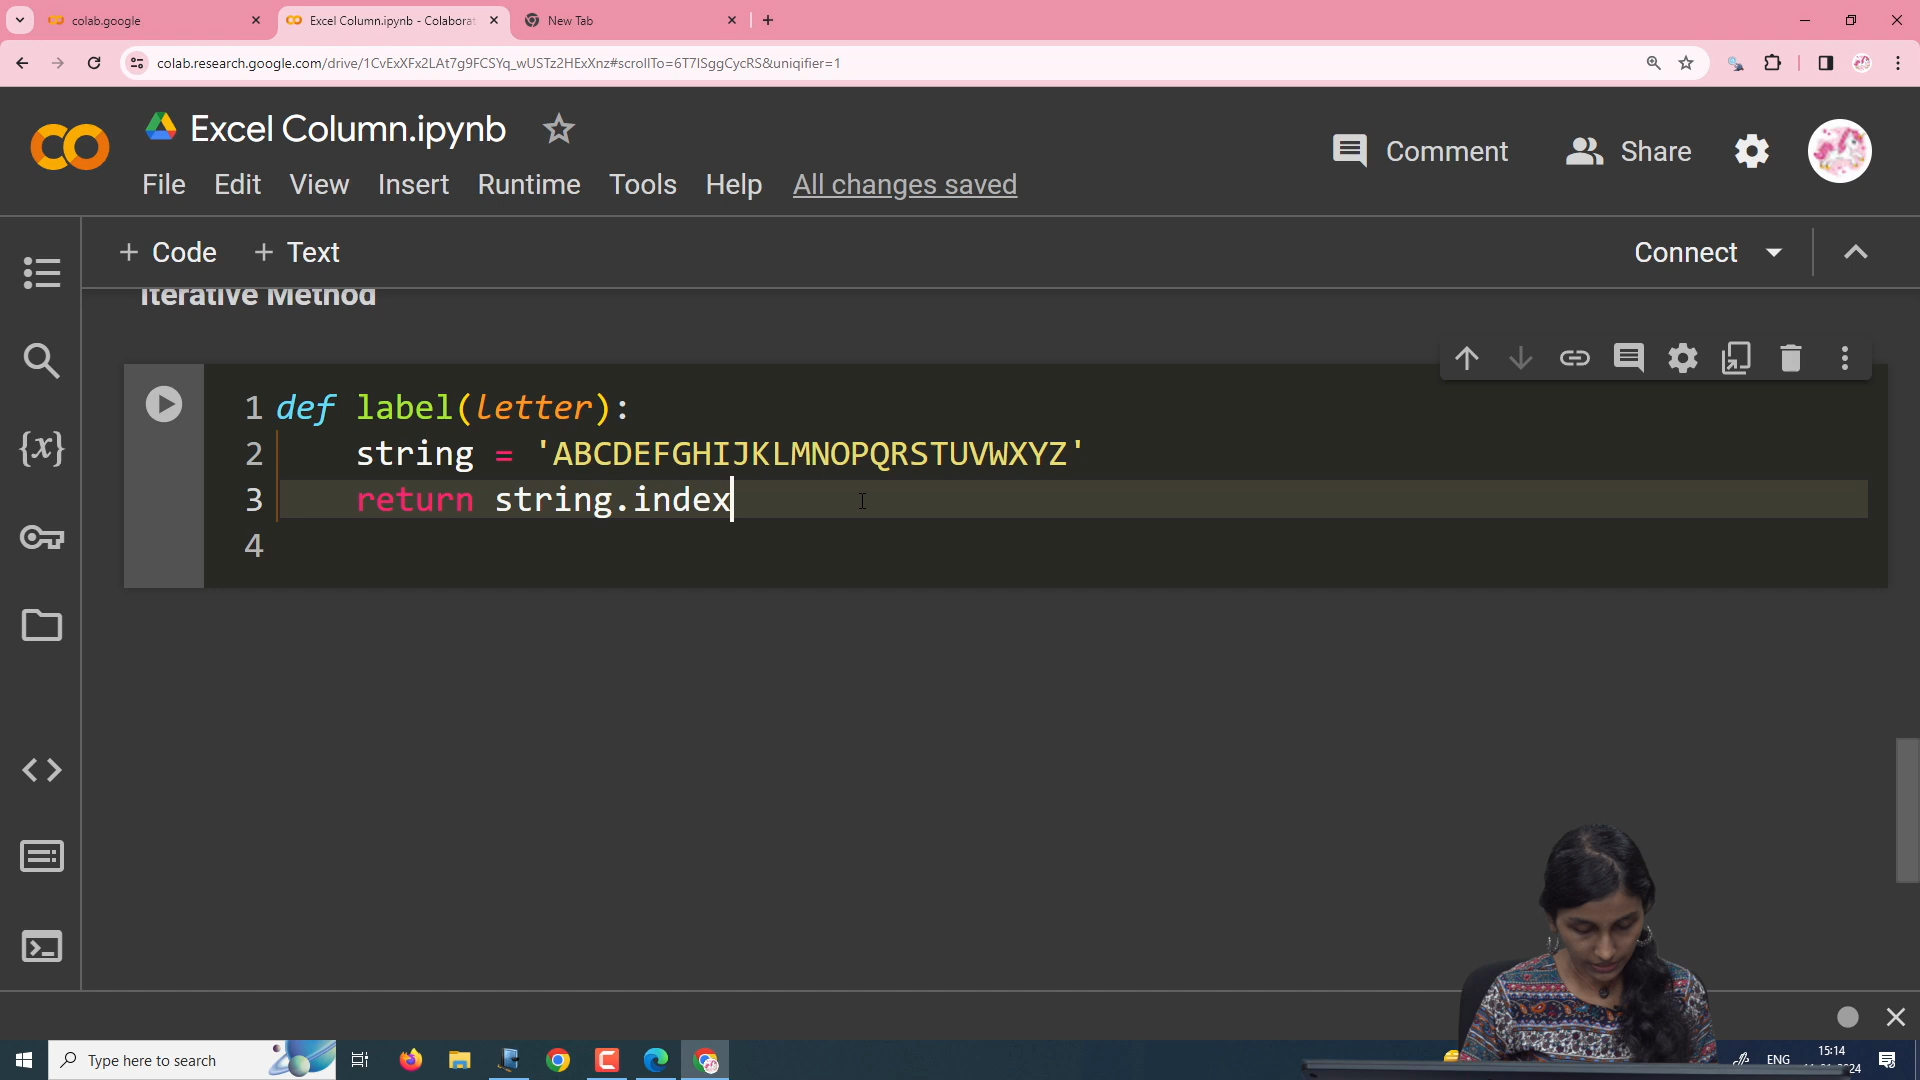 colab.google
Excel Column.ipynb - Colaborat
New Tab
colab.research.google.com/drive/1CvExXFx2LAt7g9FCSYq_wUSTz2HExXnz#scrollTo=6T7lSggCycRS&uniqifier=1
Excel Column.ipynb
Comment
Share
File Edit View Insert Runtime Tools Help All changes saved
+ Code + Text
Connect
Iterative Method
1 def label(letter):
2 string = 'ABCDEFGHIJKLMNOPQRSTUVWXYZ'
3 return string.index
4
{x}
Type here to search
ENG
15:14